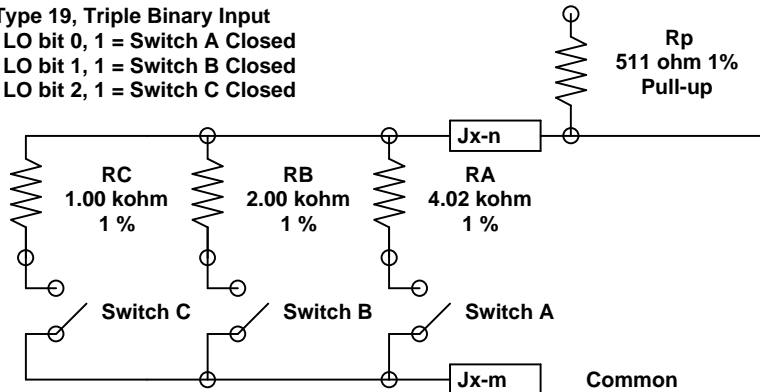 Type 19, Triple Binary Input
LO bit 0, 1 = Switch A Closed
LO bit 1, 1 = Switch B Closed
LO bit 2, 1 = Switch C Closed
Rp
511 ohm 1%
Pull-up
Jx-n
RC
1.00 kohm
1 %
RB
2.00 kohm
1 %
RA
4.02 kohm
1 %
Switch C
Switch B
Switch A
Jx-m
Common